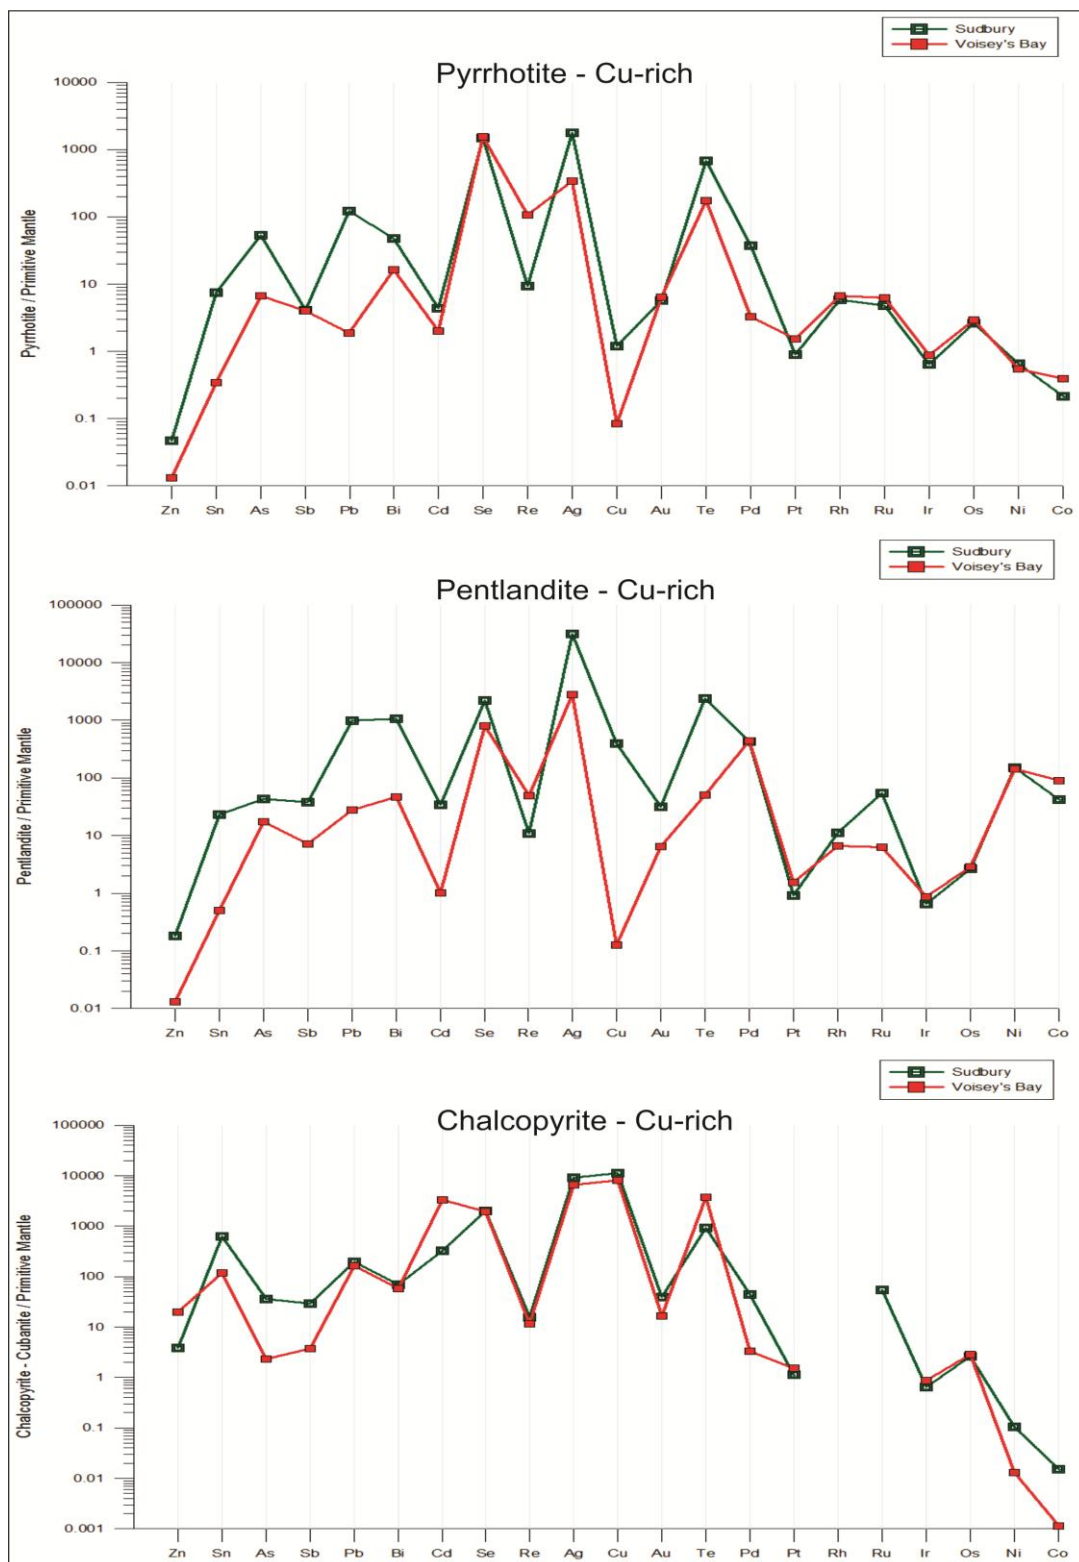 Sudbury
Voisey's Bay
Pyrrhotite - Cu-rich
Pyrrhotite / Primitive Mantle
10000
1000
100
10
1
0.1
0.01
Zn Sn As Sb Pb Bi Cd Se Re Ag Cu Au Te Pd Pt Rh Ru Ir Os Ni Co
Sudbury
Voisey's Bay
Pentlandite - Cu-rich
Pentlandite / Primitive Mantle
100000
10000
1000
100
10
1
0.1
0.01
Zn Sn As Sb Pb Bi Cd Se Re Ag Cu Au Te Pd Pt Rh Ru Ir Os Ni Co
Sudbury
Voisey's Bay
Chalcopyrite - Cu-rich
Chalcopyrite - Cubanite / Primitive Mantle
100000
10000
1000
100
10
1
0.1
0.01
0.001
Zn Sn As Sb Pb Bi Cd Se Re Ag Cu Au Te Pd Pt Rh Ru Ir Os Ni Co